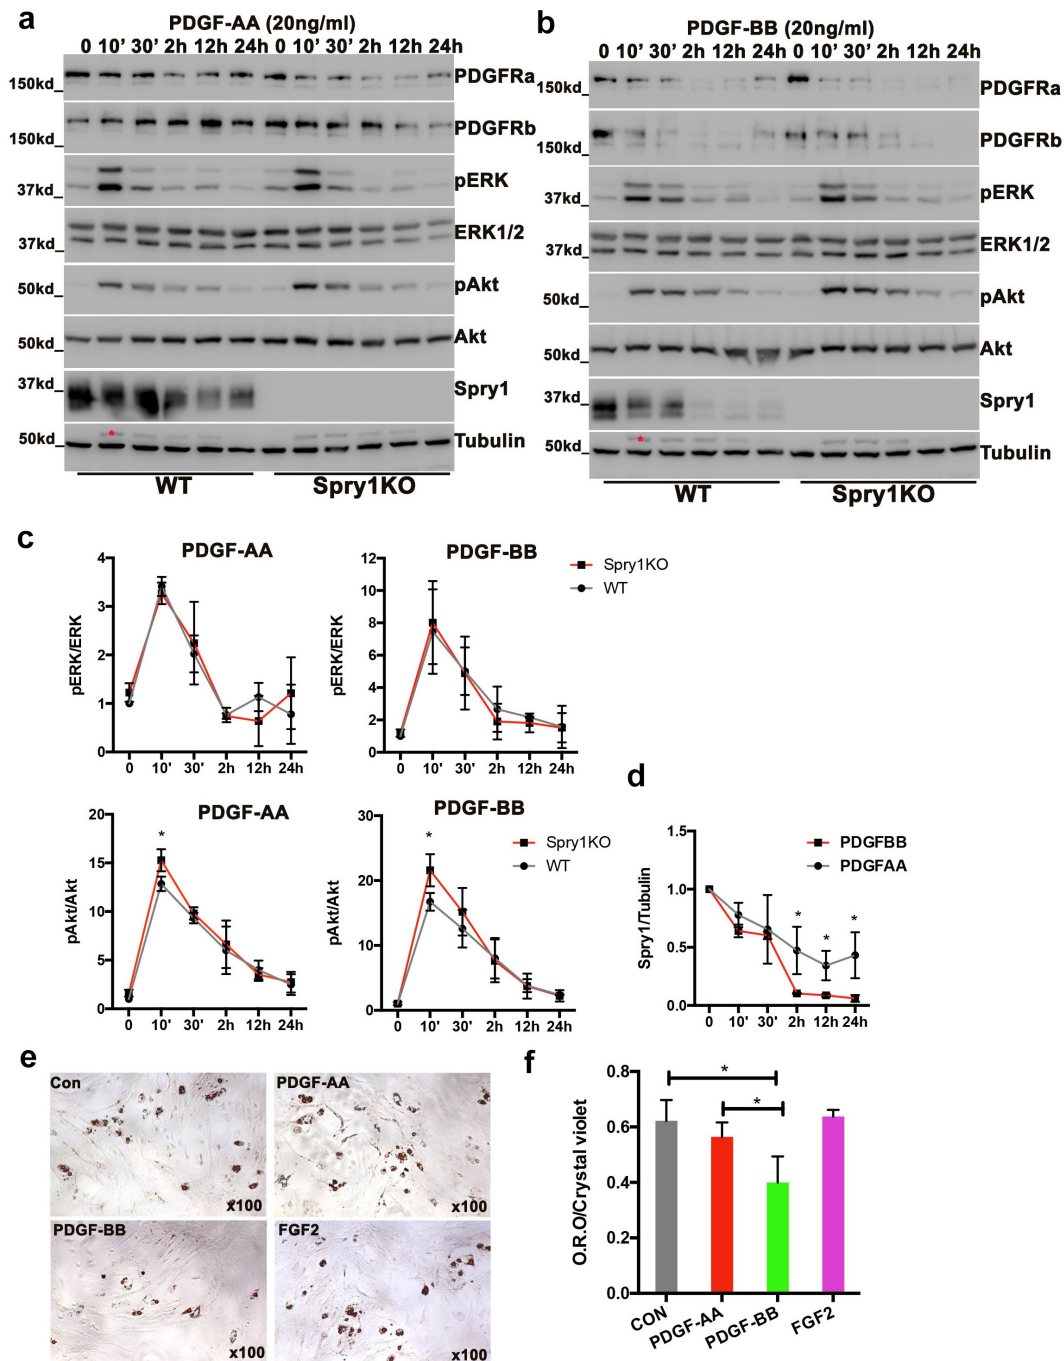 a
PDGF-AA (20ng/ml)
0 10' 30' 2h 12h 24h 0 10' 30' 2h 12h 24h
150kd_ PDGFRa
150kd_ PDGFRb
37kd_ pERK
37kd_ ERK1/2
50kd_ pAkt
50kd_ Akt
37kd_ Spry1
50kd_ * Tubulin
WT Spry1KO
b
PDGF-BB (20ng/ml)
0 10' 30' 2h 12h 24h 0 10' 30' 2h 12h 24h
150kd_ PDGFRa
150kd_ PDGFRb
37kd_ pERK
37kd_ ERK1/2
50kd_ pAkt
50kd_ Akt
37kd_ Spry1
50kd_ * Tubulin
WT Spry1KO
c
PDGF-AA
pERK/ERK
4
3
2
1
0
0 10' 30' 2h 12h 24h
PDGF-BB
Spry1KO
WT
pERK/ERK
12
10
8
6
4
2
0
0 10' 30' 2h 12h 24h
PDGF-AA
pAkt/Akt
20
15
10
5
0
*
0 10' 30' 2h 12h 24h
PDGF-BB
Spry1KO
WT
pAkt/Akt
30
20
10
0
*
0 10' 30' 2h 12h 24h
d
PDGFBB
PDGFAA
Spry1/Tubulin
1.5
1.0
0.5
0.0
* * *
0 10' 30' 2h 12h 24h
e
Con
x100
PDGF-AA
x100
PDGF-BB
x100
FGF2
x100
f
O.R.O/Crystal violet
0.8
0.6
0.4
0.2
0.0
*
*
CON PDGF-AA PDGF-BB FGF2